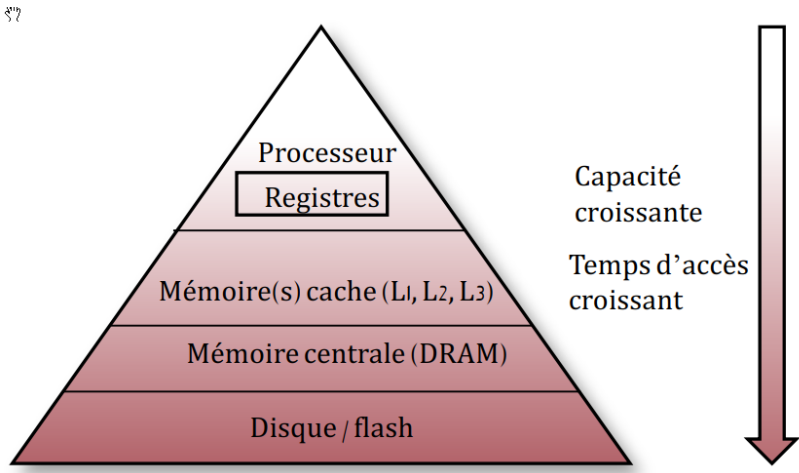 Processeur
Registres
Mémoire(s) cache (L1, L2, L3)
Mémoire centrale (DRAM)
Disque / flash
Capacité
croissante
Temps d’accès
croissant